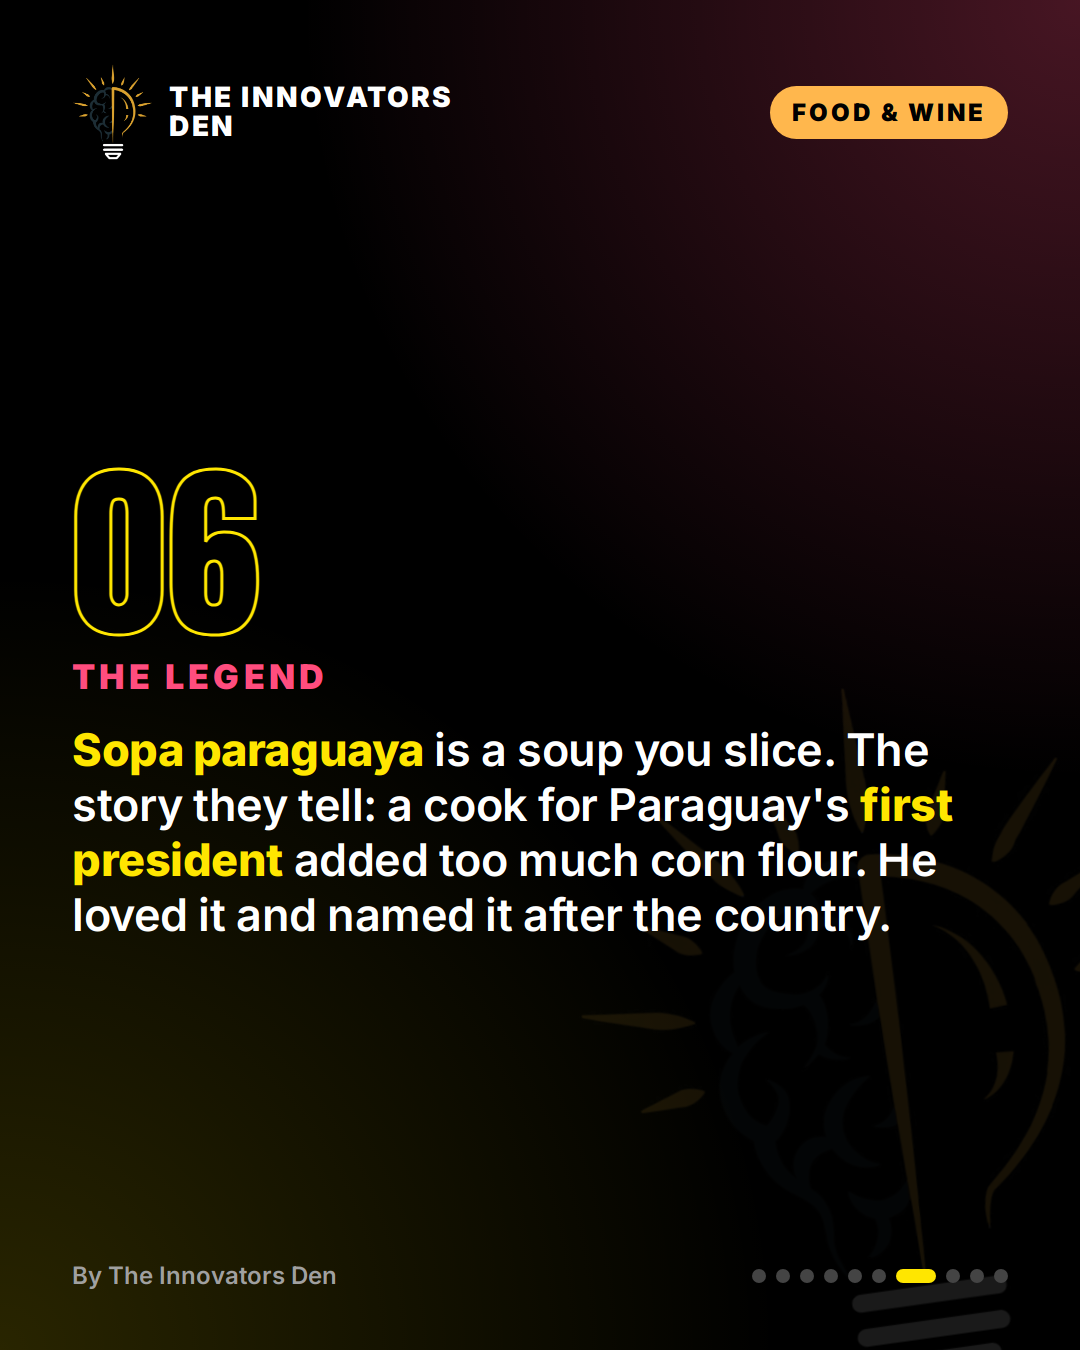 THE INNOVATORS
DEN
FOOD & WINE
06
THE LEGEND
Sopa paraguaya is a soup you slice. The
story they tell: a cook for Paraguay's first
president added too much corn flour. He
loved it and named it after the country.
By The Innovators Den